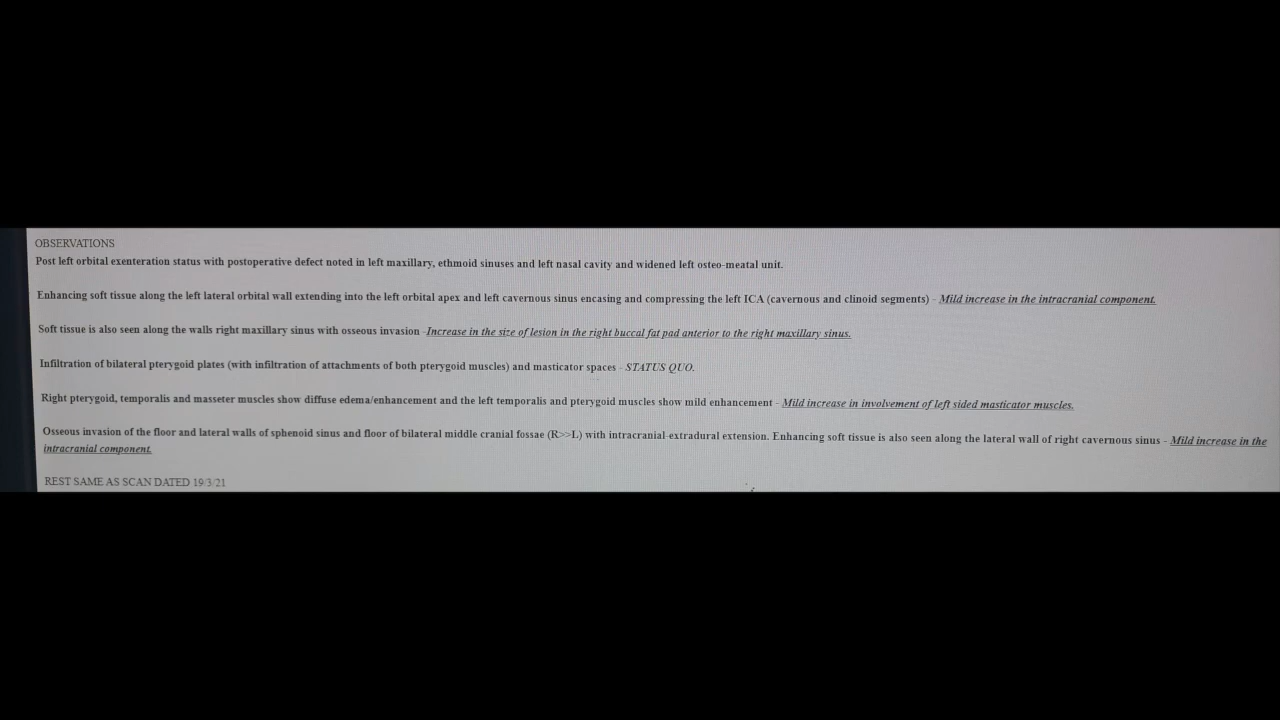 OBSERVATIONS
Post left orbital exenteration status with postoperative defect noted in left maxillary, ethmoid sinuses and left nasal cavity and widened left osteo-meatal unit.
Enhancing soft tissue along the left lateral orbital wall extending into the left orbital apex and left cavernous sinus encasing and compressing the left ICA (cavernous and clinoid segments) - Mild increase in the intracranial component.
Soft tissue is also seen along the walls right maxillary sinus with osseous invasion -Increase in the size of lesion in the right buccal fat pad anterior to the right maxillary sinus.
Infiltration of bilateral pterygoid plates (with infiltration of attachments of both pterygoid muscles) and masticator spaces - STATUS QUO.
Right pterygoid, temporalis and masseter muscles show diffuse edema/enhancement and the left temporalis and pterygoid muscles show mild enhancement - Mild increase in involvement of left sided masticator muscles.
Osseous invasion of the floor and lateral walls of sphenoid sinus and floor of bilateral middle cranial fossae (R>>L) with intracranial-extradural extension. Enhancing soft tissue is also seen along the lateral wall of right cavernous sinus - Mild increase in the
intracranial component.
REST SAME AS SCAN DATED 19/3/21